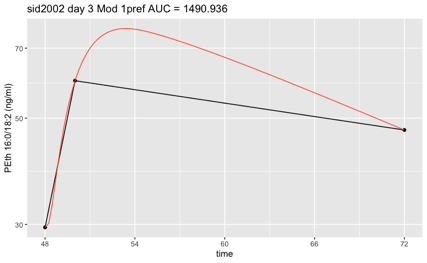 sid2002 day 3 Mod 1pref AUC = 1490.936
PEth 16:0/18:2 (ng/ml)
70
50
30
48
54
60
66
72
time